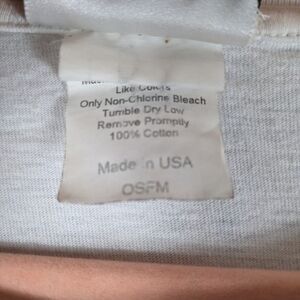 Like Colors
Only Non-Chlorine Bleach
Tumble Dry Low
Remove Promptly
100% Cotton
Made In USA
OSFM